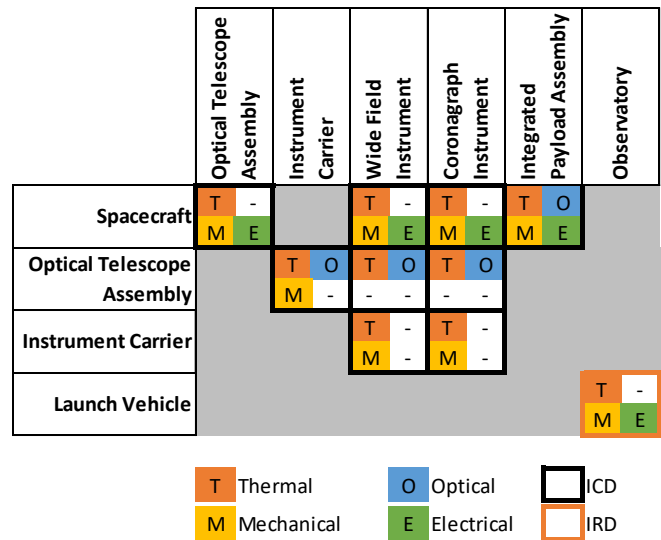 Optical Telescope
Assembly
Instrument
Carrier
Wide Field
Instrument
Coronagraph
Instrument
Integrated
Payload Assembly
Observatory
Spacecraft
T - T - T - T O
M E M E M E M E
Optical Telescope
Assembly
T O T O T O
M - - - - -
Instrument Carrier
T - T -
M - M -
Launch Vehicle
T -
M E
T Thermal O Optical ICD
M Mechanical E Electrical IRD